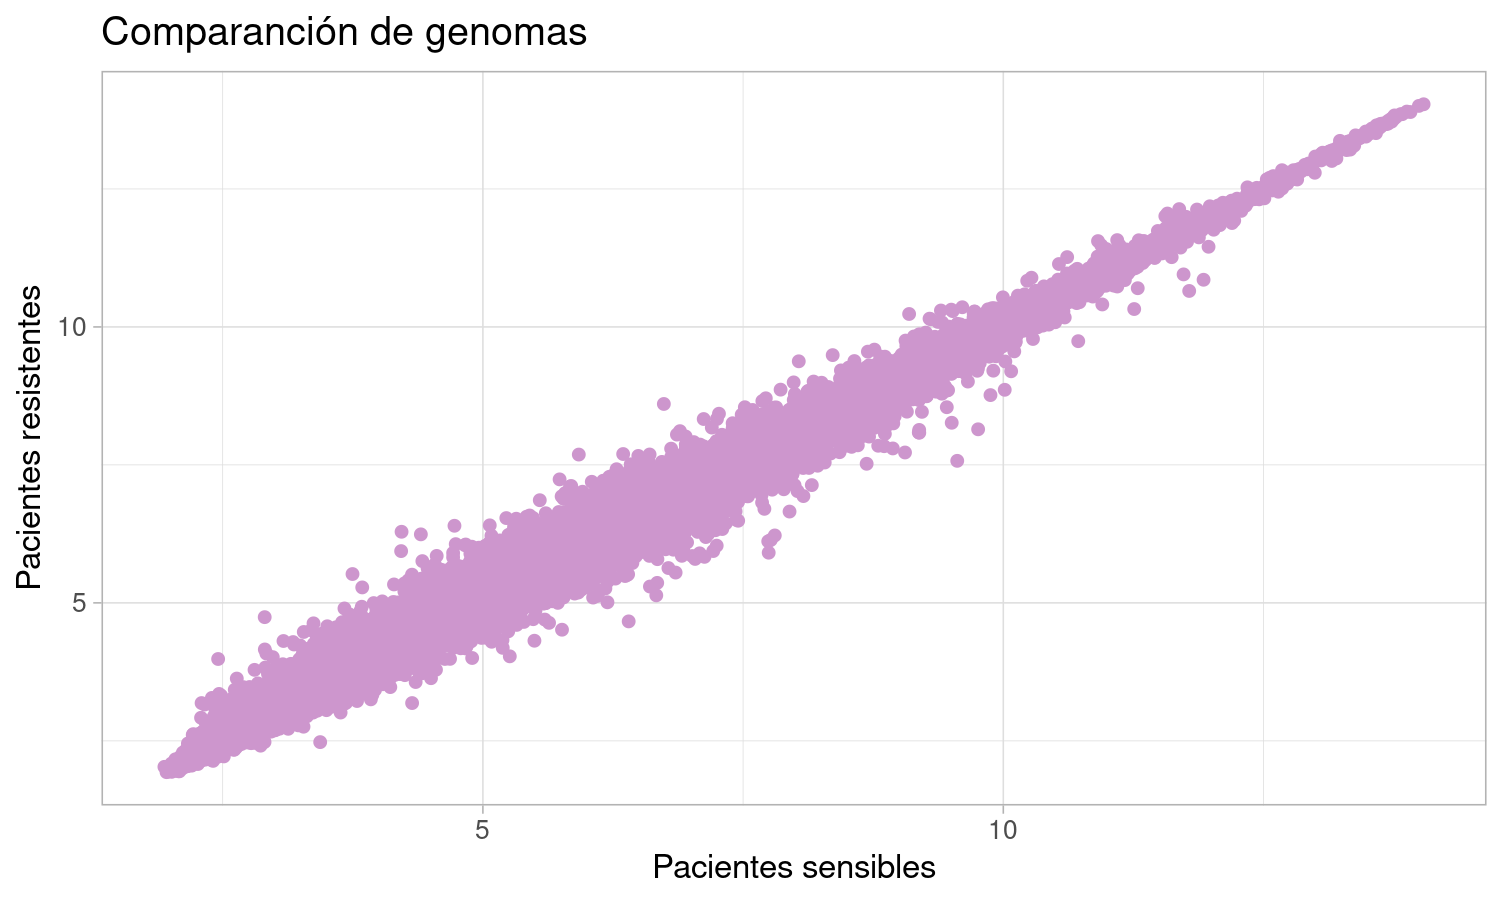 Comparanción de genomas
Pacientes resistentes
10
5
5
10
Pacientes sensibles